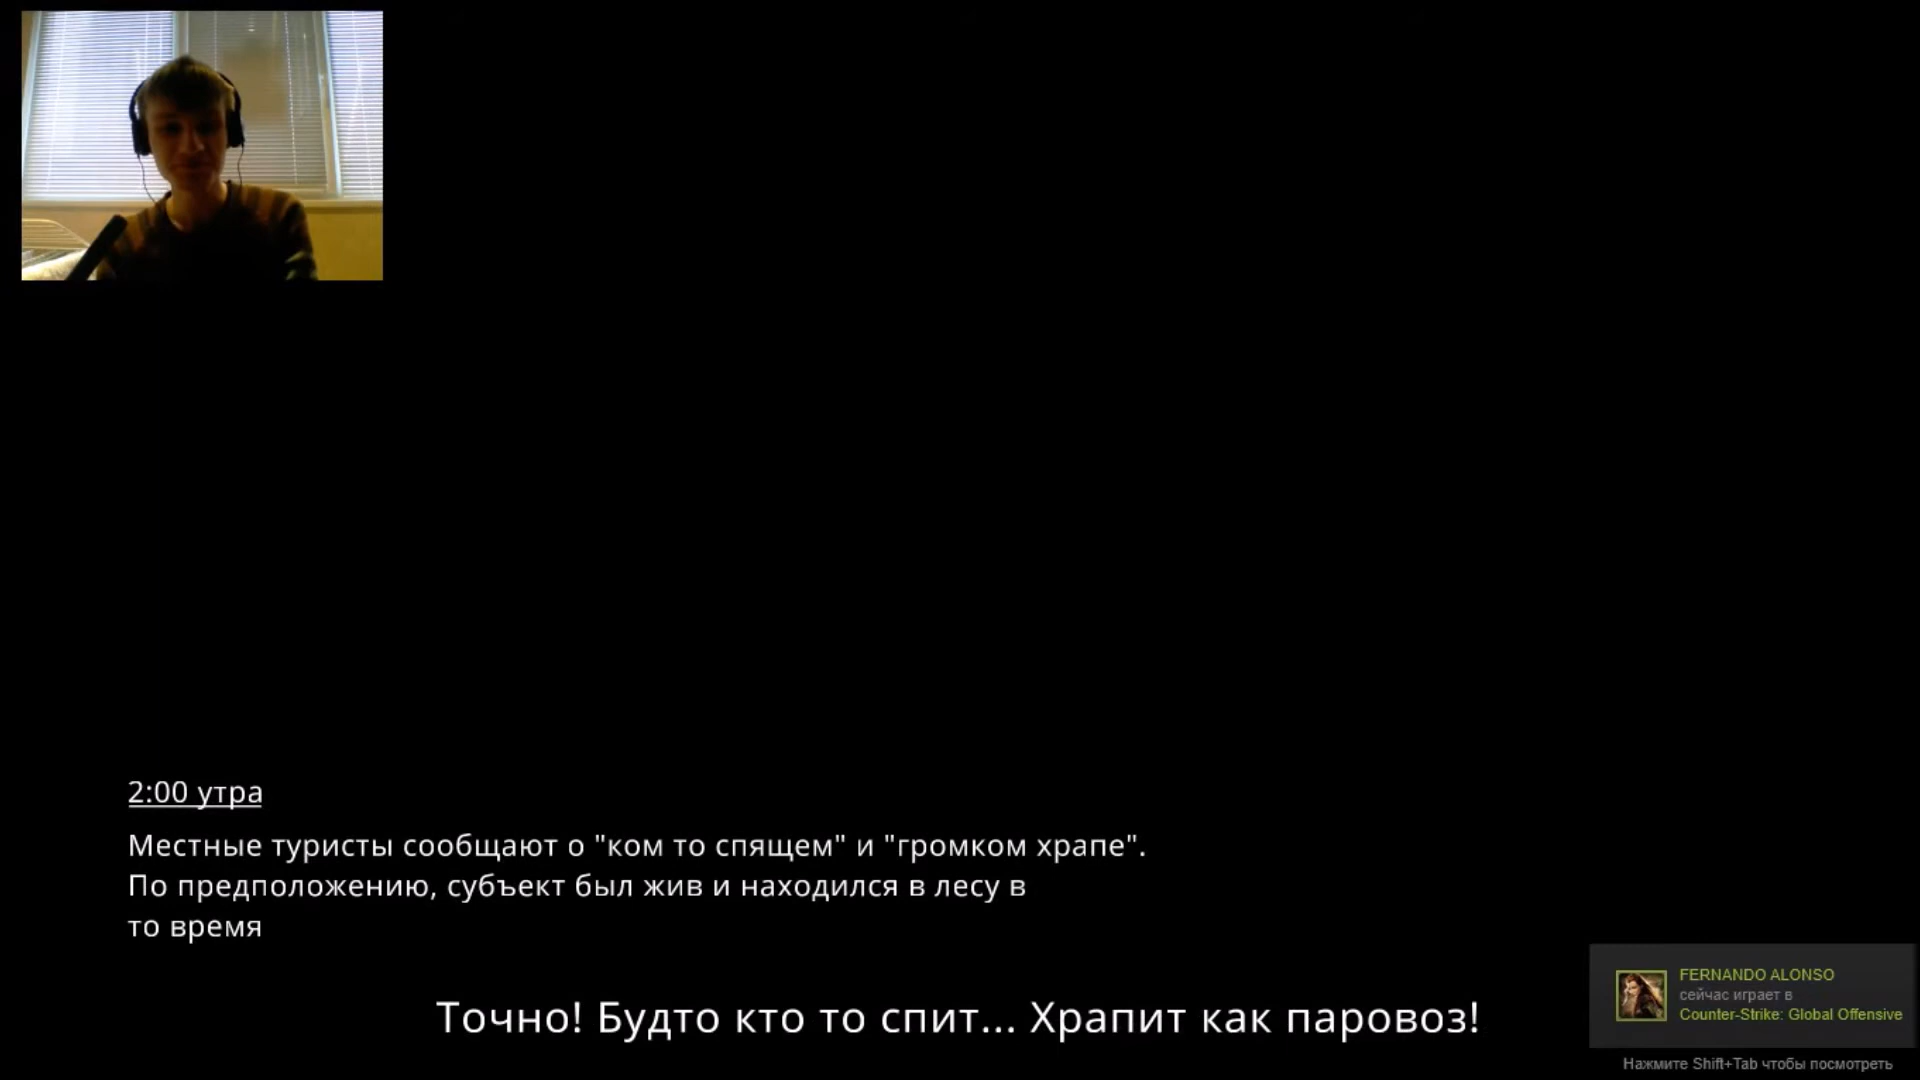 2:00 утра
Местные туристы сообщают о "ком то спящем" и "громком храпе".
По предположению, субъект был жив и находился в лесу в
то время
Точно! Будто кто то спит... Храпит как паровоз!
FERNANDO ALONSO
сейчас играет в
Counter-Strike: Global Offensive
Нажмите Shift+Tab чтобы посмотреть